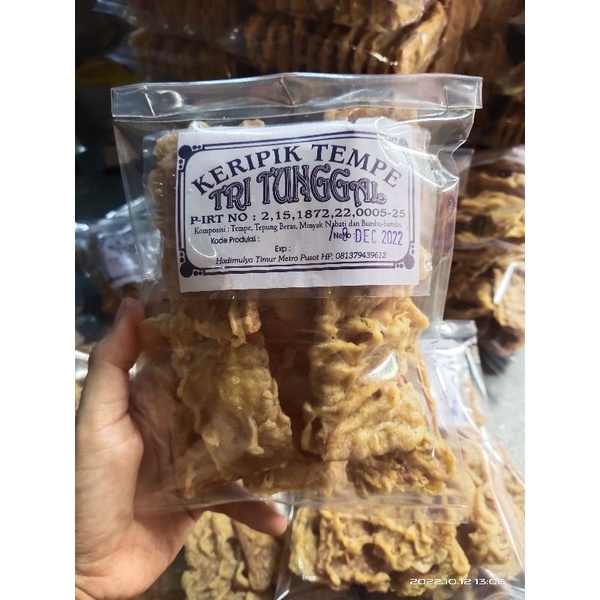 KERIPIK TEMPE
TRI TUNGGAL
P-IRT NO : 2,15,1872,22,0005-25
Komposisi : Tempe, Tepung Beras, Minyak Nabati dan Bumbu-bumbu
Kode Produksi : Netto : DEC 2022
Exp :
Hadimulyo Timur Metro Pusat HP. 081379439612
2022.10.12 13:06